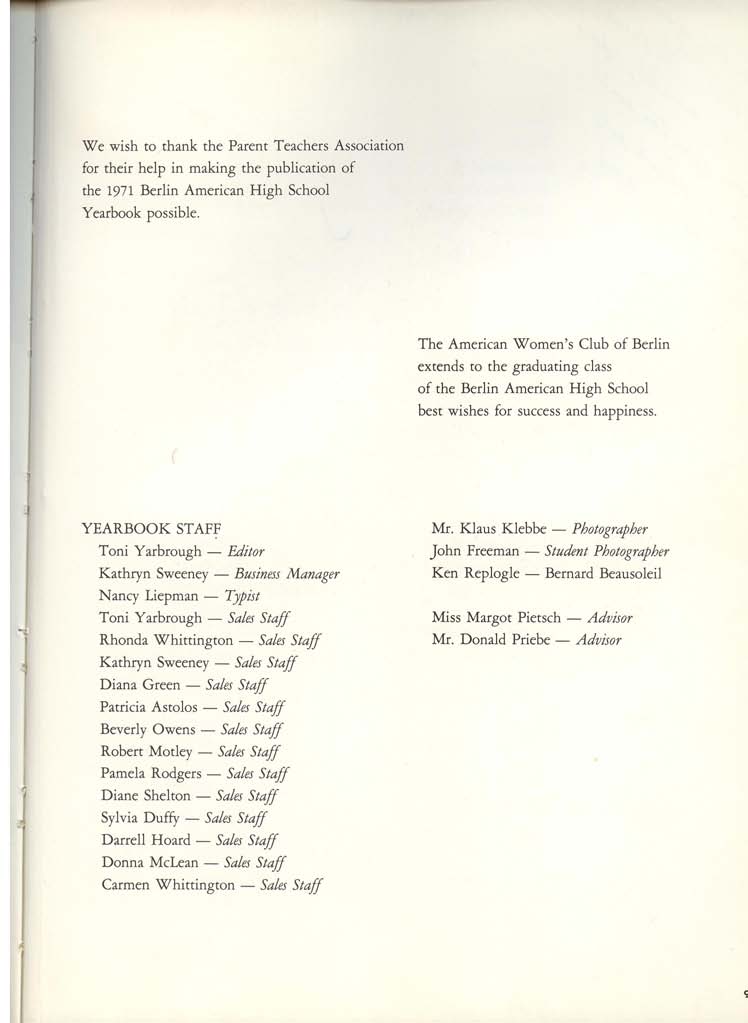 We wish to thank the Parent Teachers Association
for their help in making the publication of
the 1971 Berlin American High School
Yearbook possible.
The American Women's Club of Berlin
extends to the graduating class
of the Berlin American High School
best wishes for success and happiness.
YEARBOOK STAFF
Toni Yarbrough — Editor
Kathryn Sweeney — Business Manager
Nancy Liepman — Typist
Toni Yarbrough — Sales Staff
Rhonda Whittington — Sales Staff
Kathryn Sweeney — Sales Staff
Diana Green — Sales Staff
Patricia Astolos — Sales Staff
Beverly Owens — Sales Staff
Robert Motley — Sales Staff
Pamela Rodgers — Sales Staff
Diane Shelton — Sales Staff
Sylvia Duffy — Sales Staff
Darrell Hoard — Sales Staff
Donna McLean — Sales Staff
Carmen Whittington — Sales Staff
Mr. Klaus Klebbe — Photographer
John Freeman — Student Photographer
Ken Replogle — Bernard Beausoleil
Miss Margot Pietsch — Advisor
Mr. Donald Priebe — Advisor